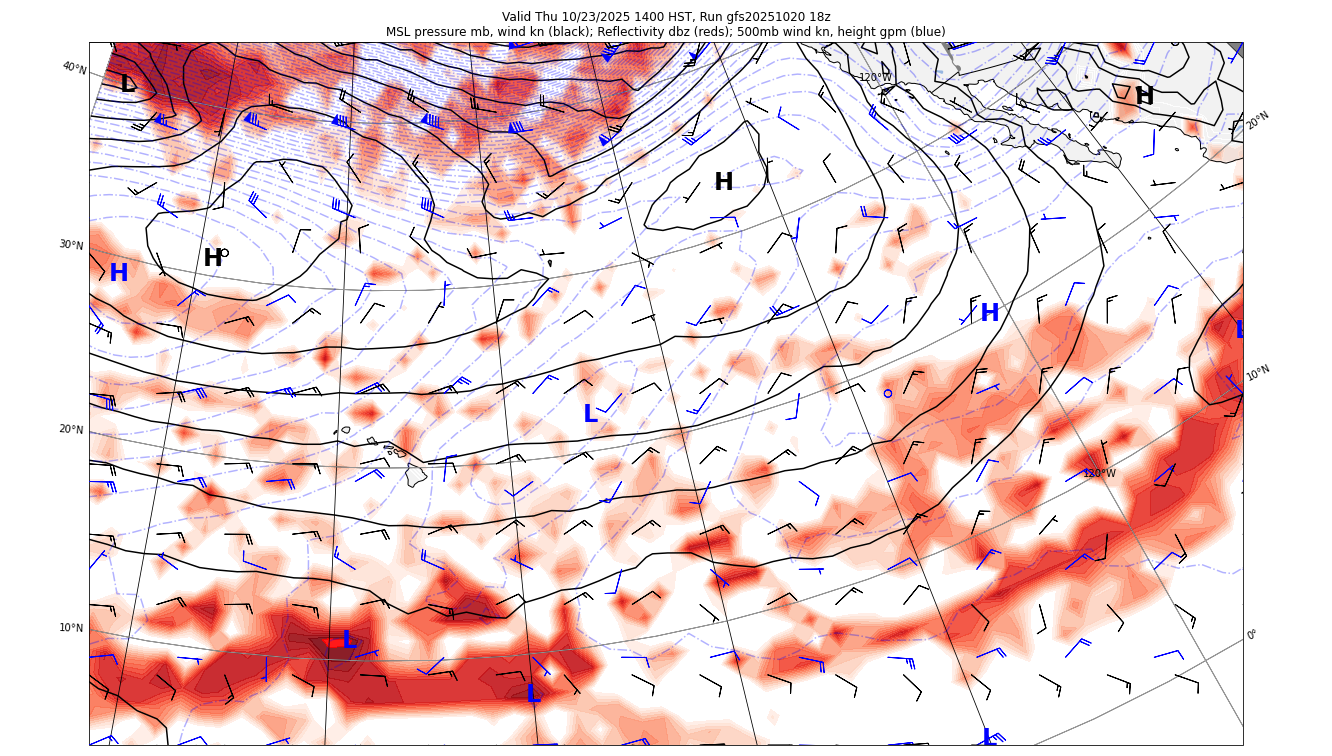 Valid Thu 10/23/2025 1400 HST, Run gfs20251020 18z
MSL pressure mb, wind kn (black); Reflectivity dbz (reds); 500mb wind kn, height gpm (blue)
40°N
L
120°W
H
20°N
H
30°N
H
H
H
L
10°N
L
20°N
120°W
10°N
L
0°
L
L